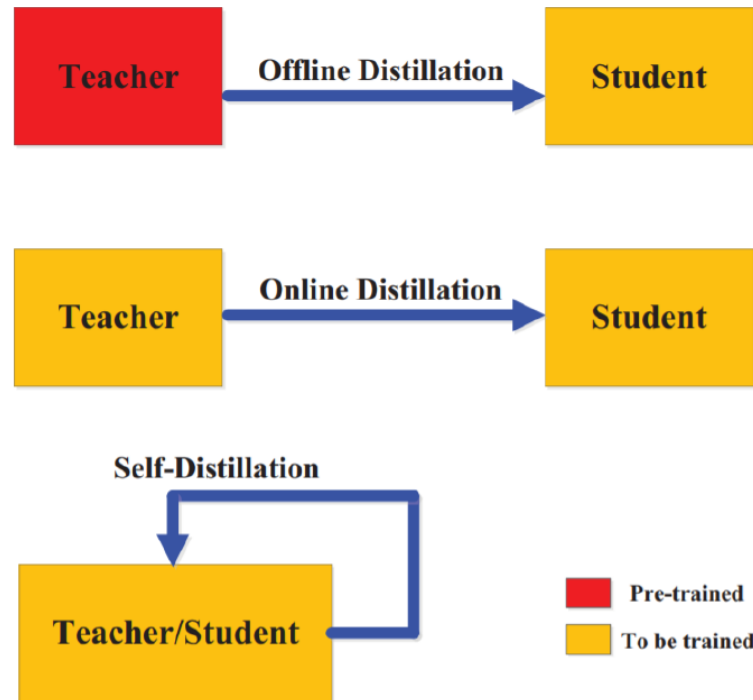 Teacher
Offline Distillation
Student
Teacher
Online Distillation
Student
Self-Distillation
Teacher/Student
Pre-trained
To be trained